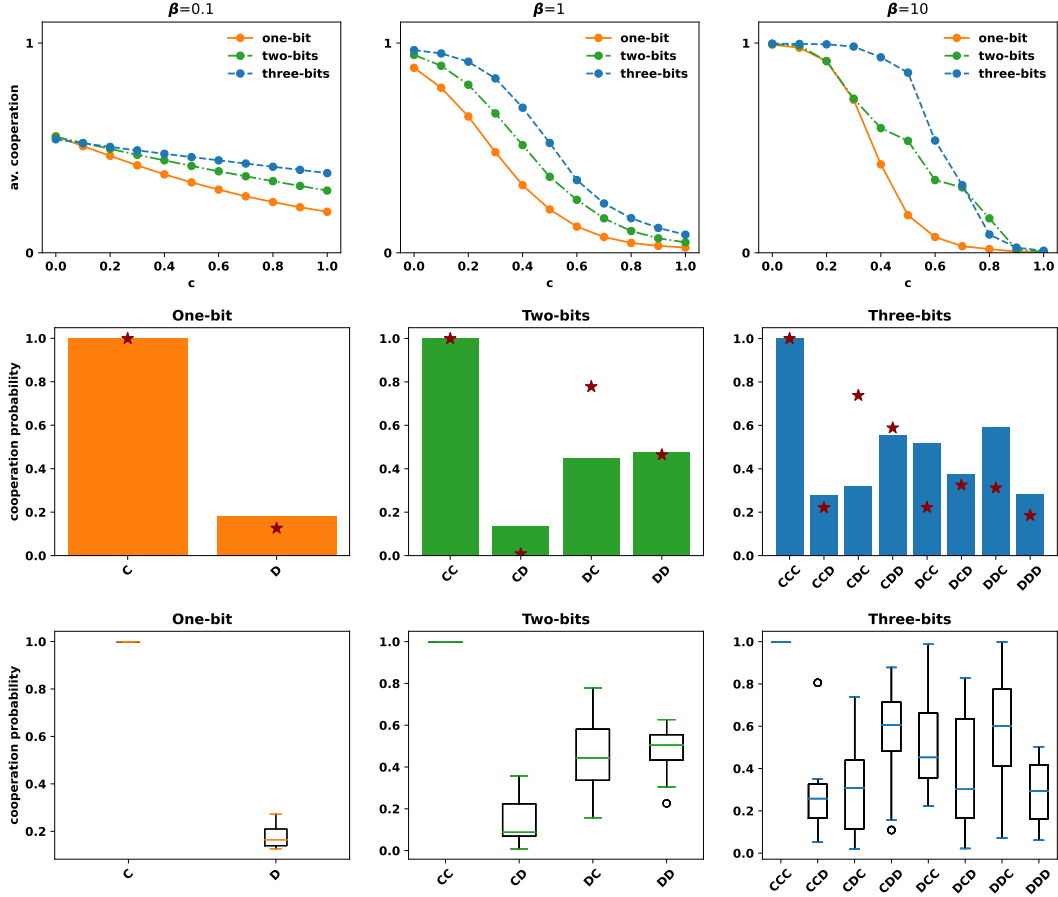 β=0.1
β=1
β=10
av. cooperation
1
0
one-bit
two-bits
three-bits
0.0 0.2 0.4 0.6 0.8 1.0
c
1
0
one-bit
two-bits
three-bits
0.0 0.2 0.4 0.6 0.8 1.0
c
1
0
one-bit
two-bits
three-bits
0.0 0.2 0.4 0.6 0.8 1.0
c
One-bit
cooperation probability
1.0
0.8
0.6
0.4
0.2
0.0
C D
Two-bits
1.0
0.8
0.6
0.4
0.2
0.0
CC CD DC DD
Three-bits
1.0
0.8
0.6
0.4
0.2
0.0
CCC CCD CDC CDD DCC DCD DDC DDD
One-bit
cooperation probability
1.0
0.8
0.6
0.4
0.2
C D
Two-bits
1.0
0.8
0.6
0.4
0.2
0.0
CC CD DC DD
Three-bits
1.0
0.8
0.6
0.4
0.2
0.0
CCC CCD CDC CDD DCC DCD DDC DDD